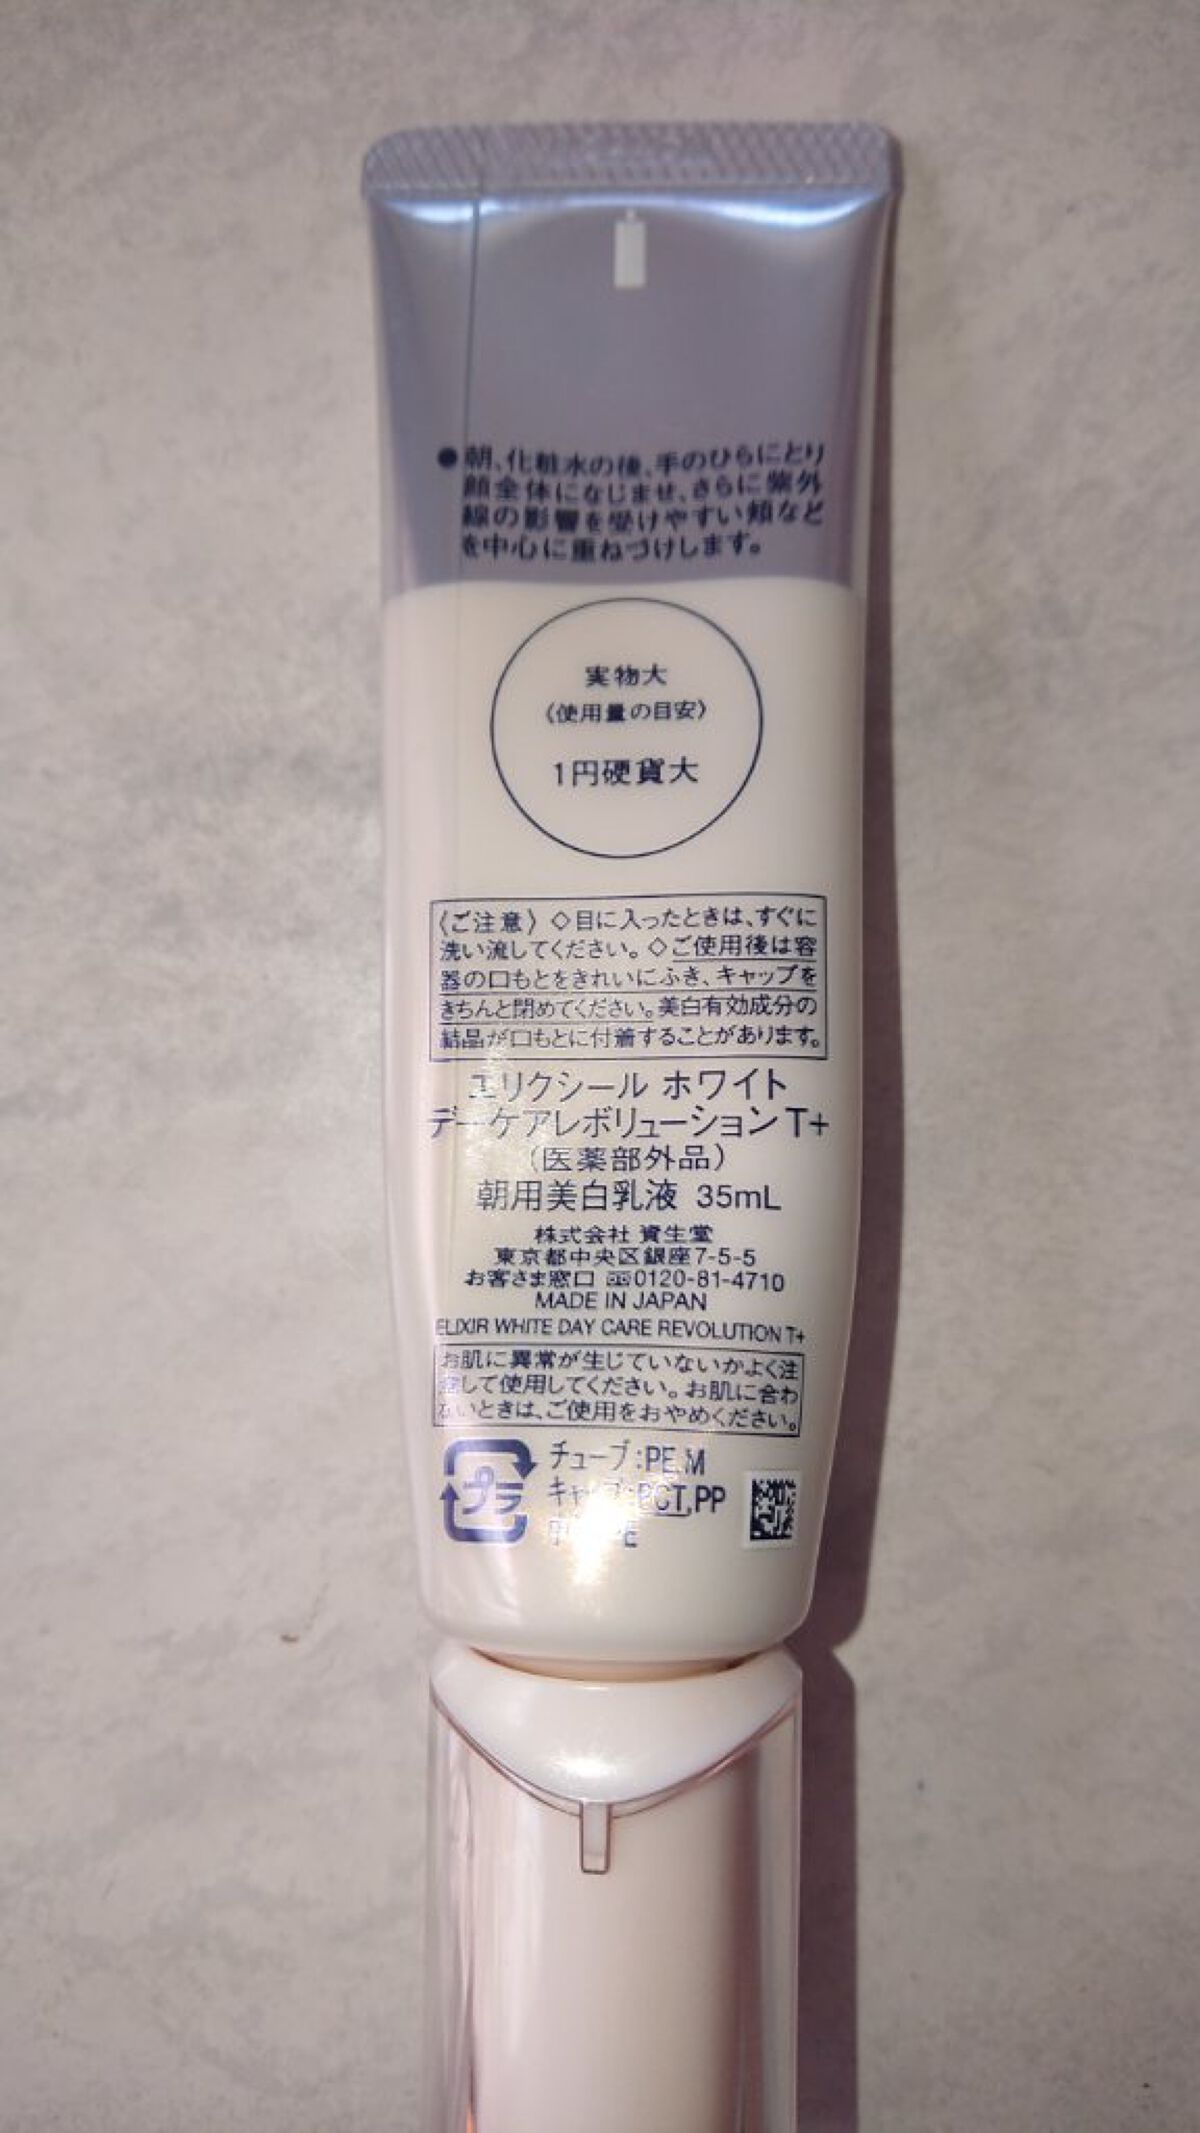 ●朝、化粧水の後、手のひらにとり
顔全体になじませ、さらに紫外
線の影響を受けやすい頬など
を中心に重ねづけします。
実物大
〈使用量の目安〉
1円硬貨大
〈ご注意〉◇目に入ったときは、すぐに
洗い流してください。◇ご使用後は容
器の口もとをきれいにふき、キャップを
きちんと閉めてください。美白有効成分の
結晶が口もとに付着することがあります。
エリクシール ホワイト
デーケアレボリューション T+
（医薬部外品）
朝用美白乳液 35mL
株式会社 資生堂
東京都中央区銀座7-5-5
お客さま窓口 0120-81-4710
MADE IN JAPAN
ELIXIR WHITE DAY CARE REVOLUTION T+
お肌に異常が生じていないかよく注
意して使用してください。お肌に合わ
ないときは、ご使用をおやめください。
プラ
チューブ:PE,M
キャップ:PCT,PP